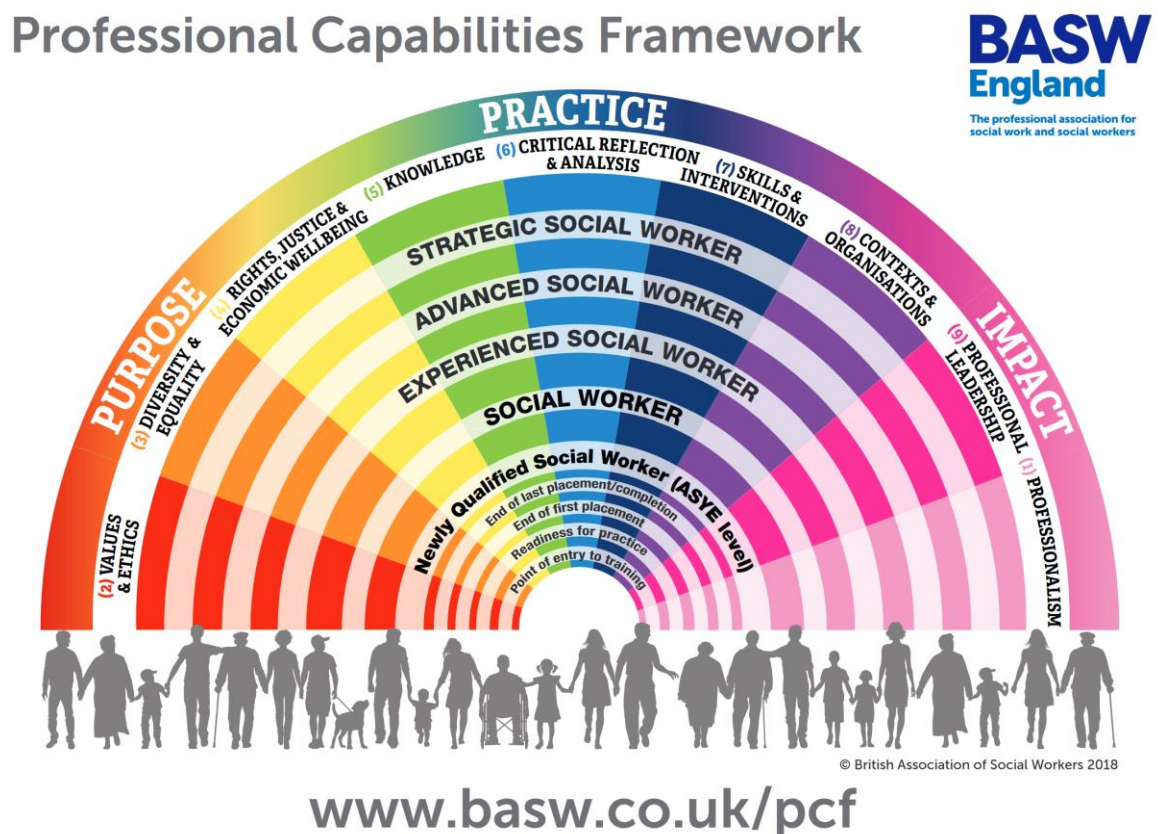 Professional Capabilities Framework
BASW
England
The professional association for
social work and social workers
PURPOSE
PRACTICE
IMPACT
(2) VALUES
& ETHICS
(3) DIVERSITY &
EQUALITY
(4) RIGHTS, JUSTICE &
ECONOMIC WELLBEING
(5) KNOWLEDGE
(6) CRITICAL REFLECTION
& ANALYSIS
(7) SKILLS &
INTERVENTIONS
(8) CONTEXTS &
ORGANISATIONS
(9) PROFESSIONAL
LEADERSHIP
(1) PROFESSIONALISM
STRATEGIC SOCIAL WORKER
ADVANCED SOCIAL WORKER
EXPERIENCED SOCIAL WORKER
SOCIAL WORKER
Newly Qualified Social Worker (ASYE level)
End of last placement/completion
End of first placement
Readiness for practice
Point of entry to training
© British Association of Social Workers 2018
www.basw.co.uk/pcf